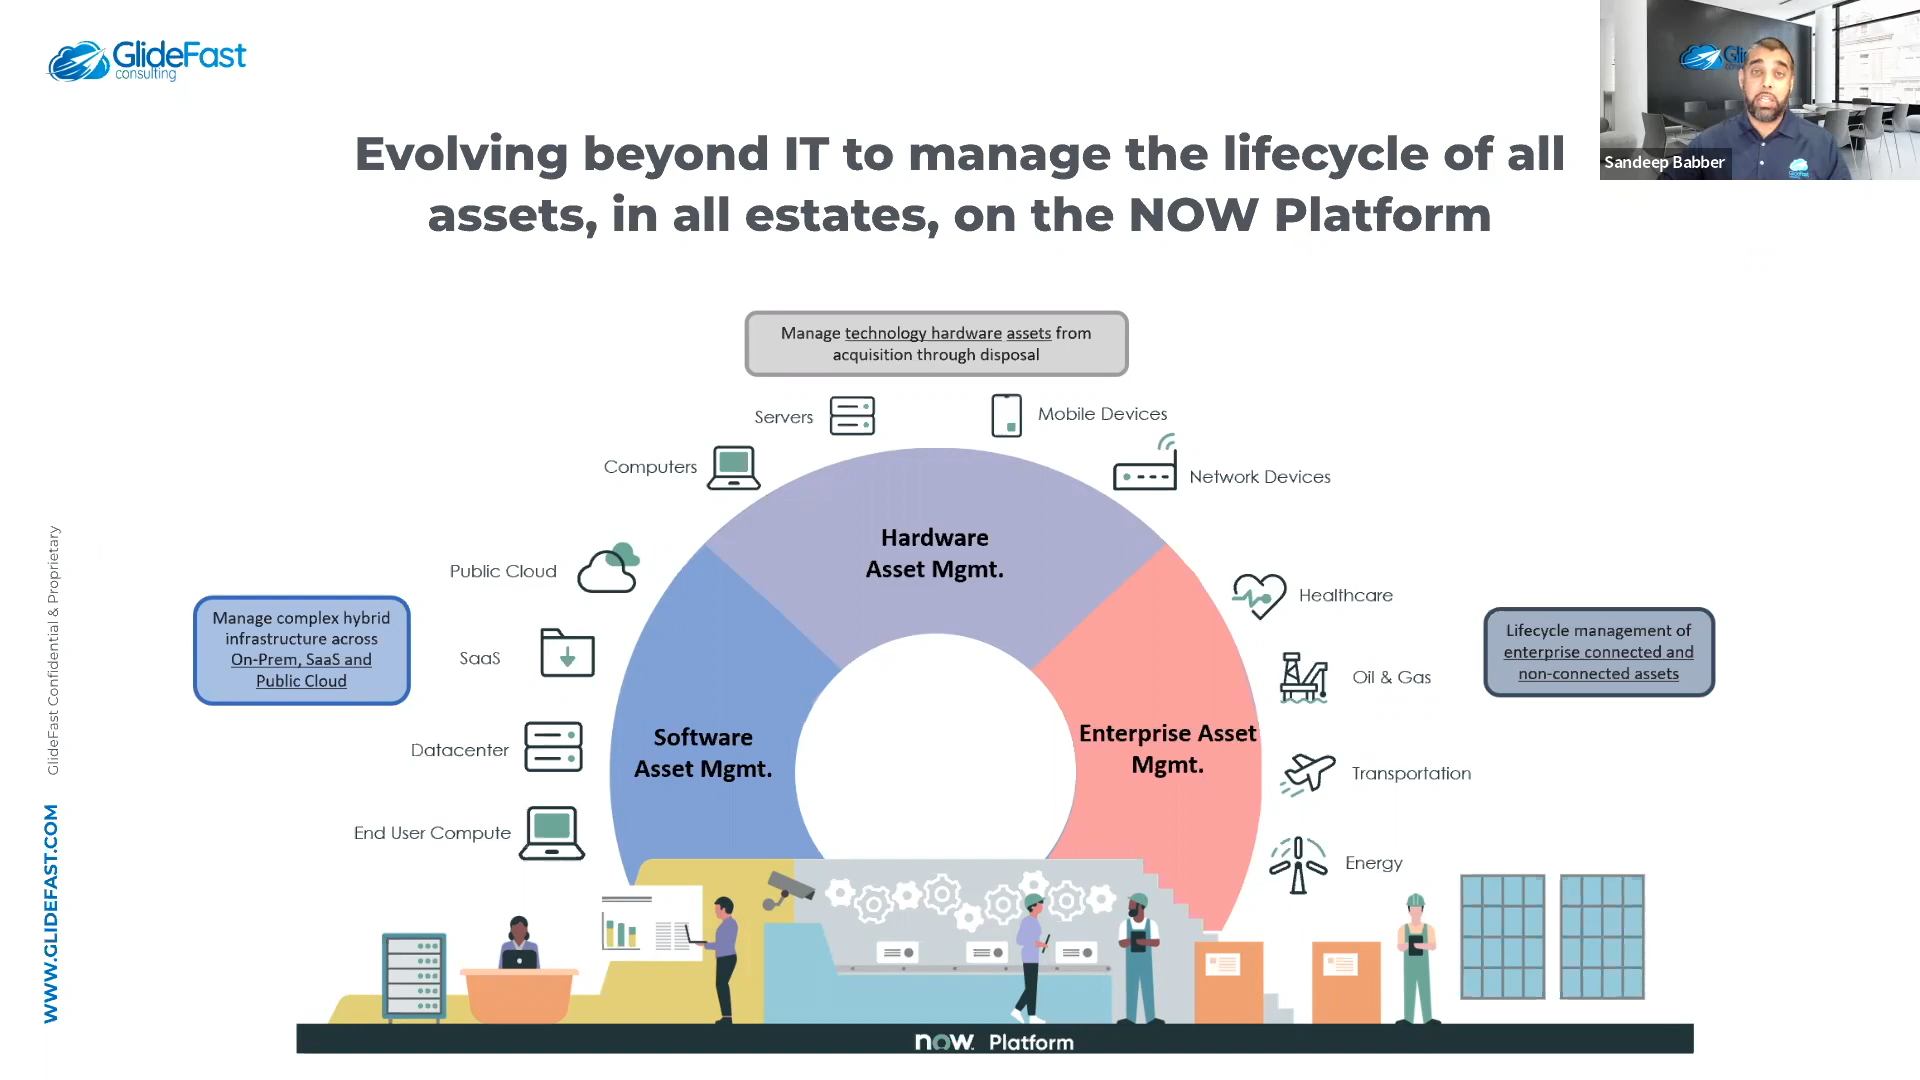 GlideFast
consulting
Sandeep Babber
Evolving beyond IT to manage the lifecycle of all
assets, in all estates, on the NOW Platform
Manage technology hardware assets from
acquisition through disposal
Servers
Mobile Devices
Computers
Network Devices
Hardware
Asset Mgmt.
Public Cloud
SaaS
Datacenter
End User Compute
Manage complex hybrid
infrastructure across
On-Prem, SaaS and
Public Cloud
Software
Asset Mgmt.
Enterprise Asset
Mgmt.
Healthcare
Oil & Gas
Transportation
Energy
Lifecycle management of
enterprise connected and
non-connected assets
now. Platform
WWW.GLIDEFAST.COM GlideFast Confidential & Proprietary